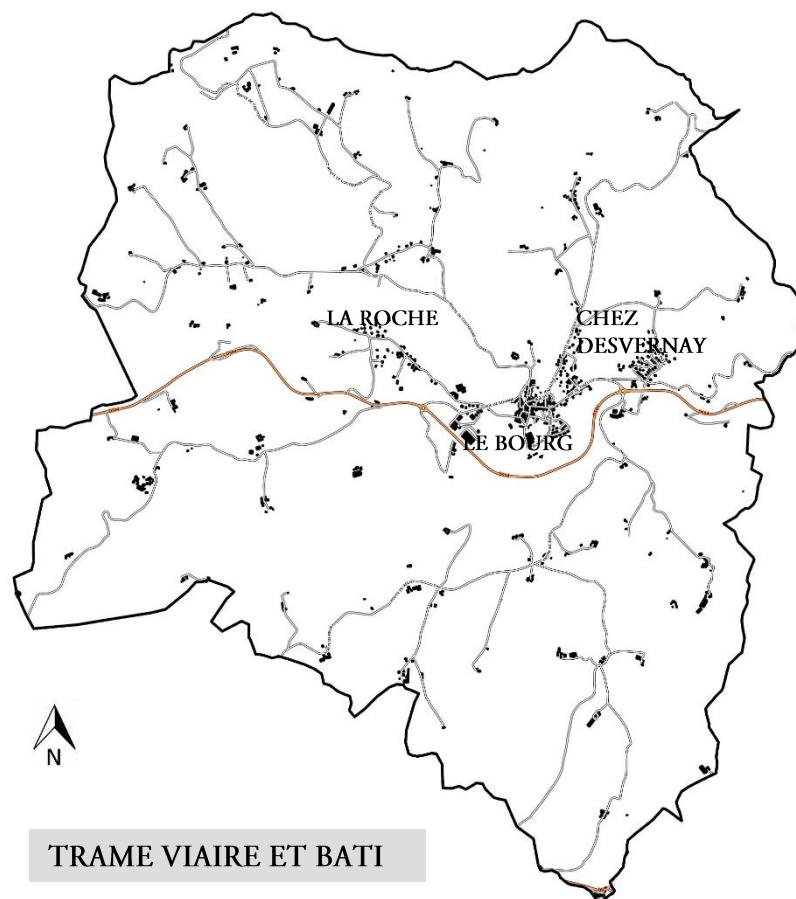 LA ROCHE
CHEZ
DESVERNAY
LE BOURG
N
TRAME VIAIRE ET BATI